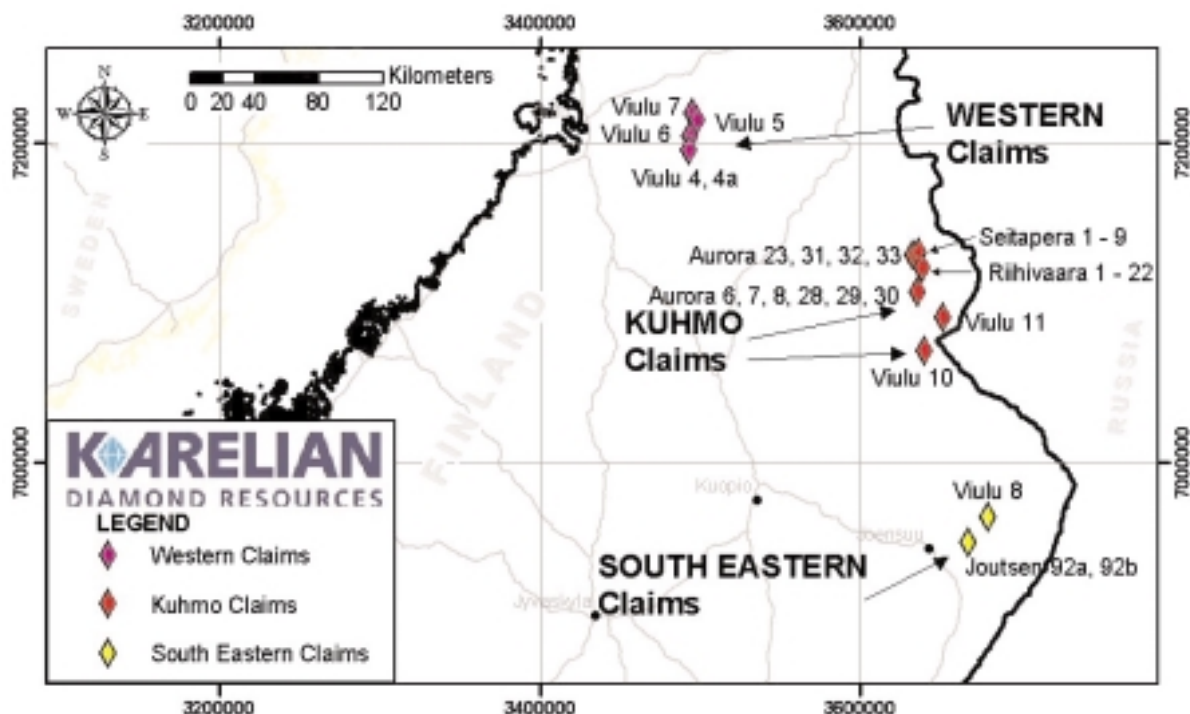 3200000 3400000 3600000
N
W E
S
Kilometers
0 20 40 80 120
Viulu 7
Viulu 5
Viulu 6
Viulu 4, 4a
WESTERN
Claims
7200000 7200000
SWEDEN
FINLAND
RUSSIA
Seitapera 1 - 9
Aurora 23, 31, 32, 33
Riihivaara 1 - 22
Aurora 6, 7, 8, 28, 29, 30
KUHMO
Claims
Viulu 11
Viulu 10
7000000 7000000
Kuopio
Viulu 8
Joensuu
Joutsen 92a, 92b
SOUTH EASTERN
Claims
Jyväskylä
KARELIAN
DIAMOND RESOURCES
LEGEND
Western Claims
Kuhmo Claims
South Eastern Claims
3200000 3400000 3600000